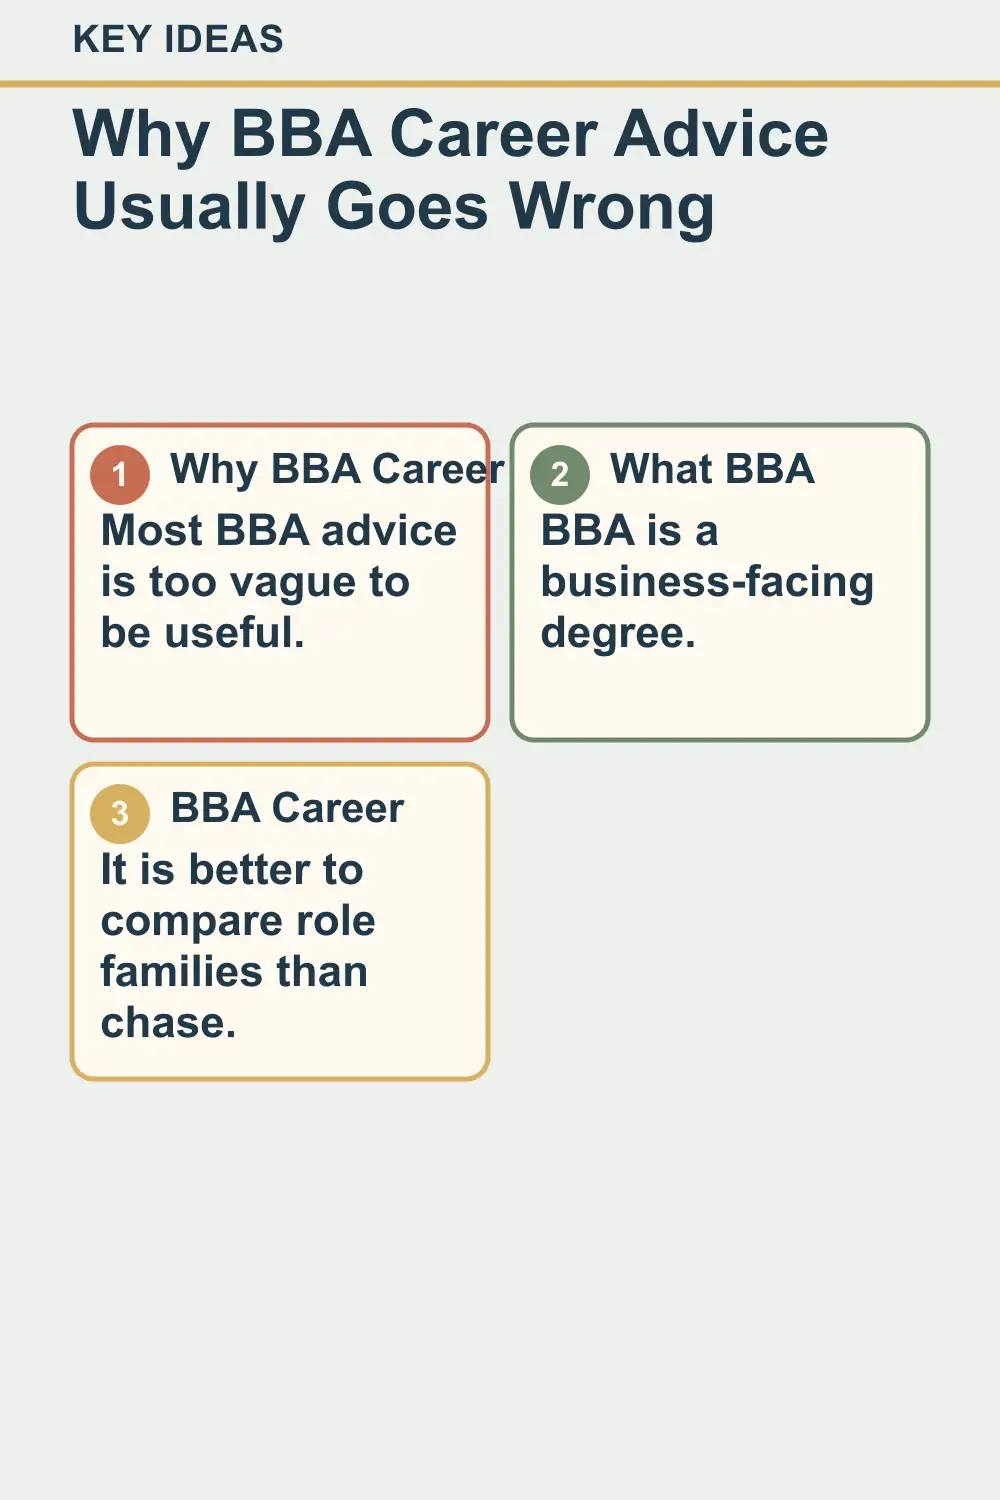 KEY IDEAS
Why BBA Career Advice
Usually Goes Wrong
1 Why BBA Career
Most BBA advice
is too vague to
be useful.
2 What BBA
BBA is a
business-facing
degree.
3 BBA Career
It is better to
compare role
families than
chase.